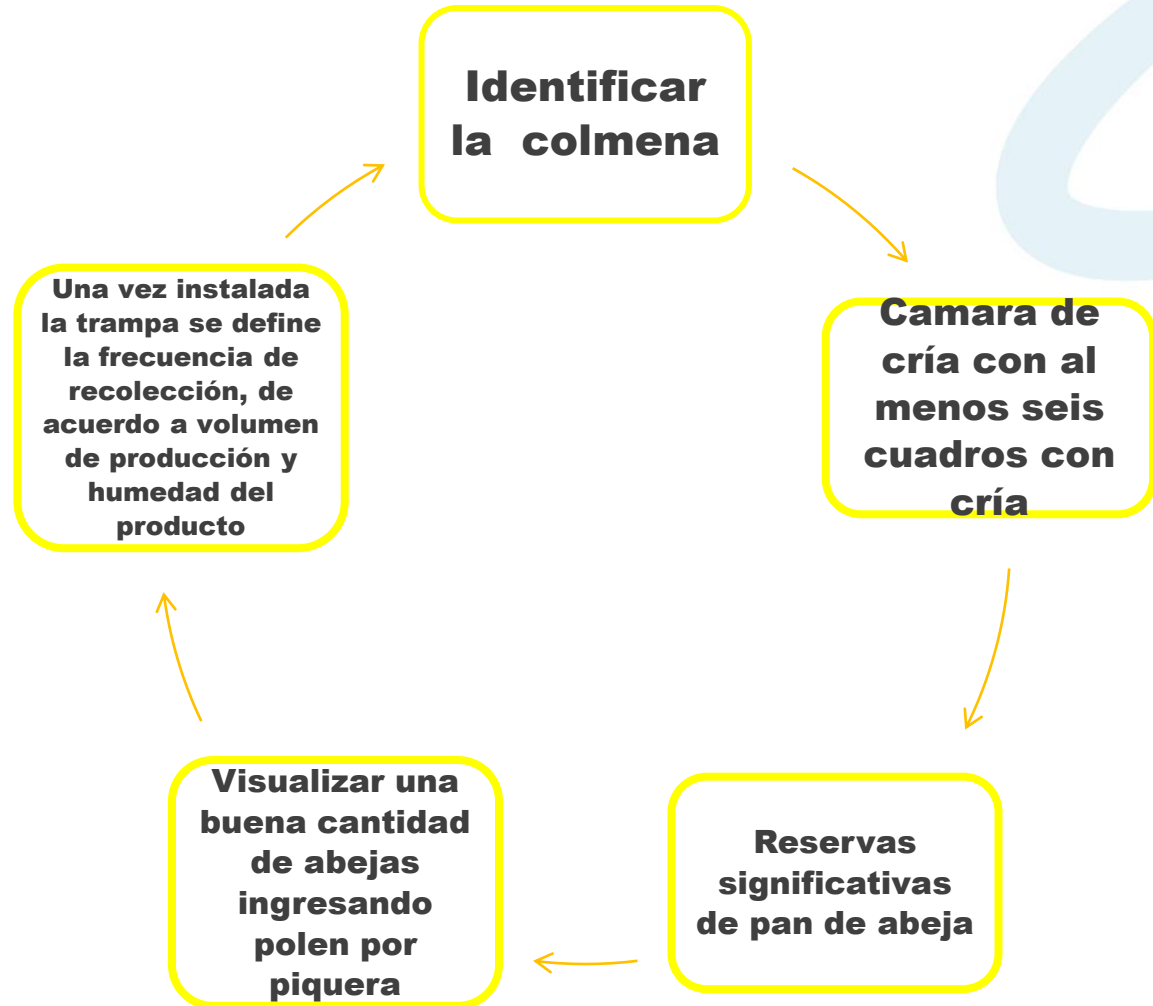 Identificar
la colmena
Camara de
cría con al
menos seis
cuadros con
cría
Reservas
significativas
de pan de abeja
Visualizar una
buena cantidad
de abejas
ingresando
polen por
piquera
Una vez instalada
la trampa se define
la frecuencia de
recolección, de
acuerdo a volumen
de producción y
humedad del
producto